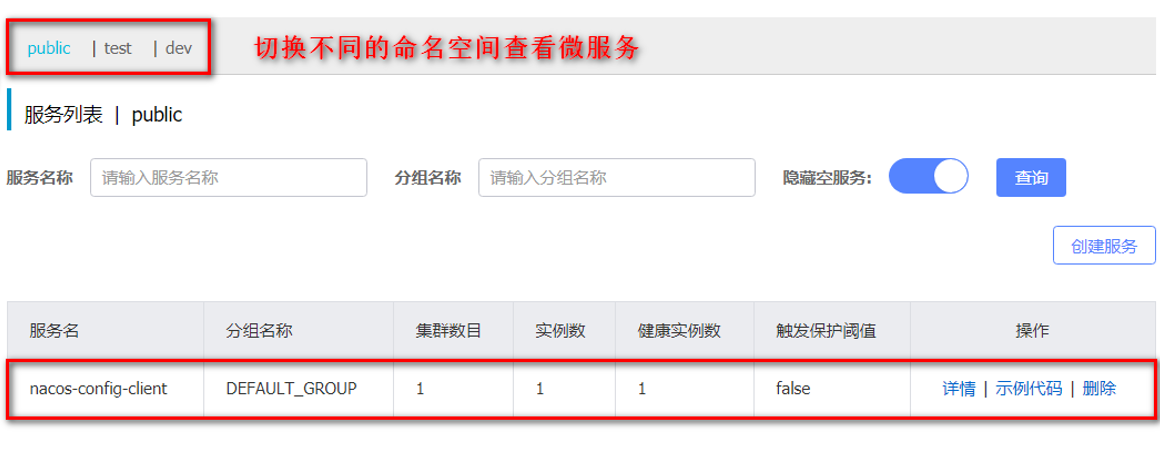 public | test | dev 切换不同的命名空间查看微服务
服务列表 | public
服务名称 请输入服务名称 分组名称 请输入分组名称 隐藏空服务: 查询
创建服务
服务名 分组名称 集群数目 实例数 健康实例数 触发保护阈值 操作
nacos-config-client DEFAULT_GROUP 1 1 1 false 详情 | 示例代码 | 删除